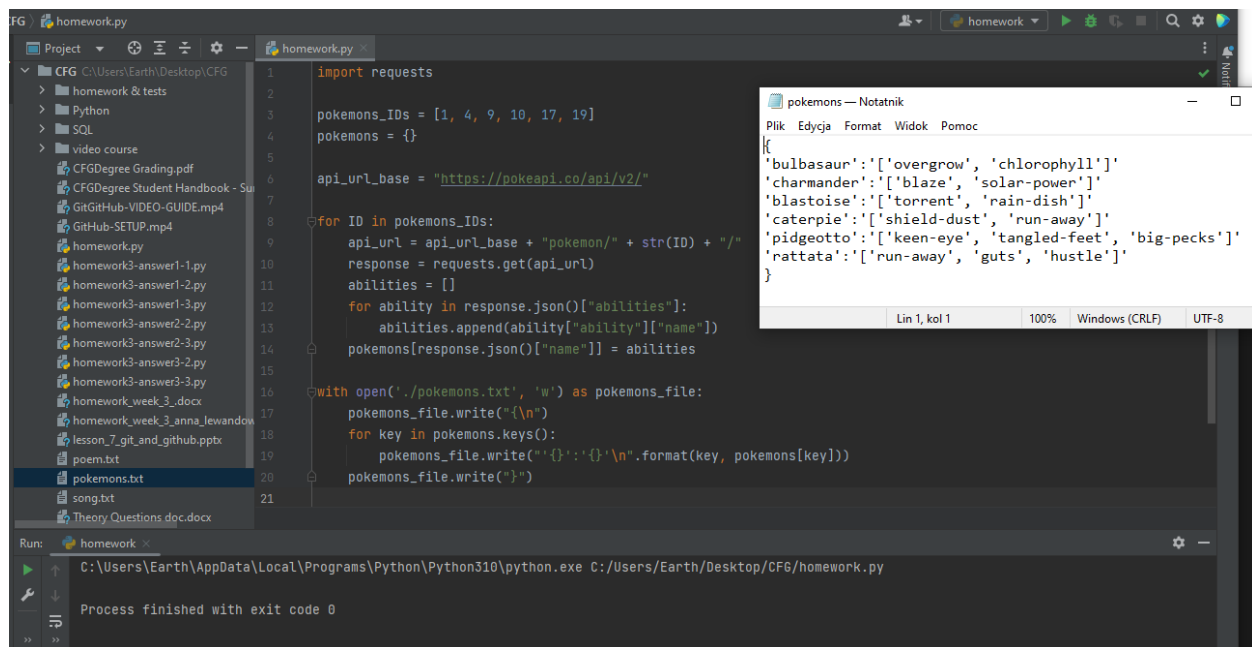 CFG homework.py
homework
Project
homework.py
CFG C:\Users\Earth\Desktop\CFG
homework & tests
Python
SQL
video course
CFGDegree Grading.pdf
CFGDegree Student Handbook - Su
GitGitHub-VIDEO-GUIDE.mp4
GitHub-SETUP.mp4
homework.py
homework3-answer1-1.py
homework3-answer1-2.py
homework3-answer1-3.py
homework3-answer2-2.py
homework3-answer2-3.py
homework3-answer3-2.py
homework3-answer3-3.py
homework_week_3_.docx
homework_week_3_anna_lewandow
lesson_7_git_and_github.pptx
poem.txt
pokemons.txt
song.txt
Theory Questions doc.docx
1 import requests
2
3 pokemons_IDs = [1, 4, 9, 10, 17, 19]
4 pokemons = {}
5
6 api_url_base = "https://pokeapi.co/api/v2/"
7
8 for ID in pokemons_IDs:
9 api_url = api_url_base + "pokemon/" + str(ID) + "/"
10 response = requests.get(api_url)
11 abilities = []
12 for ability in response.json()["abilities"]:
13 abilities.append(ability["ability"]["name"])
14 pokemons[response.json()["name"]] = abilities
15
16 with open('./pokemons.txt', 'w') as pokemons_file:
17 pokemons_file.write("{\n")
18 for key in pokemons.keys():
19 pokemons_file.write("'{}':'{}'\n".format(key, pokemons[key]))
20 pokemons_file.write("}")
21
Notif
pokemons — Notatnik
Plik Edycja Format Widok Pomoc
{
'bulbasaur':'['overgrow', 'chlorophyll']'
'charmander':'['blaze', 'solar-power']'
'blastoise':'['torrent', 'rain-dish']'
'caterpie':'['shield-dust', 'run-away']'
'pidgeotto':'['keen-eye', 'tangled-feet', 'big-pecks']'
'rattata':'['run-away', 'guts', 'hustle']'
}
Lin 1, kol 1 100% Windows (CRLF) UTF-8
Run: homework
C:\Users\Earth\AppData\Local\Programs\Python\Python310\python.exe C:/Users/Earth/Desktop/CFG/homework.py
Process finished with exit code 0